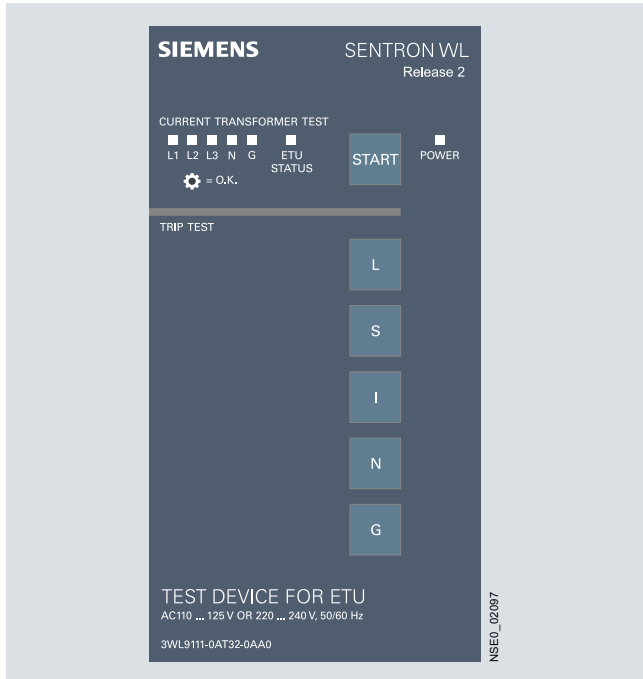 SIEMENS SENTRON WL
Release 2
CURRENT TRANSFORMER TEST
L1 L2 L3 N G ETU STATUS START POWER
= O.K.
TRIP TEST
L
S
I
N
G
TEST DEVICE FOR ETU
AC110 ... 125 V OR 220 ... 240 V, 50/60 Hz
3WL9111-0AT32-0AA0
NSE0_02097